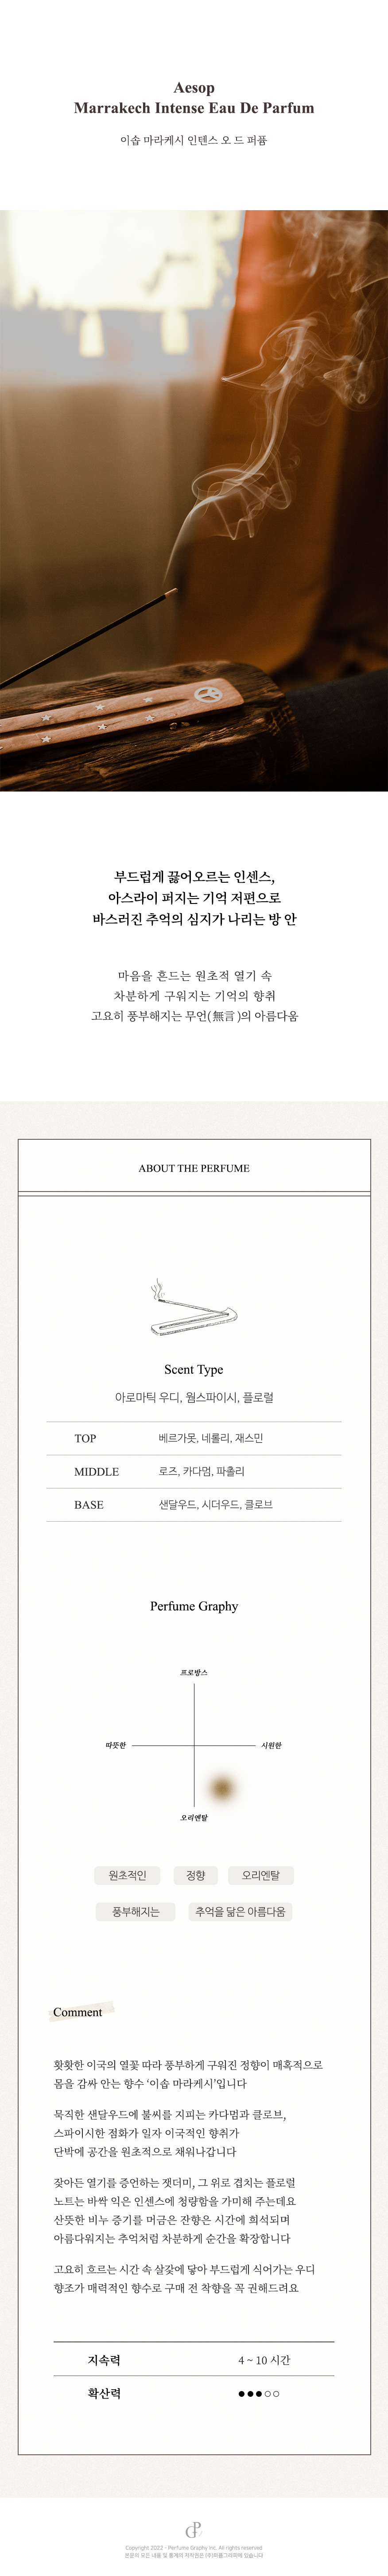 Aesop
Marrakech Intense Eau De Parfum
이솝 마라케시 인텐스 오 드 퍼퓸
부드럽게 끓어오르는 인센스,
아스라이 퍼지는 기억 저편으로
바스러진 추억의 심지가 나리는 방 안
마음을 흔드는 원초적 열기 속
차분하게 구워지는 기억의 향취
고요히 풍부해지는 무언(無言)의 아름다움
ABOUT THE PERFUME
Scent Type
아로마틱 우디, 웜스파이시, 플로럴
TOP 베르가못, 네롤리, 재스민
MIDDLE 로즈, 카다멈, 파촐리
BASE 샌달우드, 시더우드, 클로브
Perfume Graphy
프로방스
따뜻한 시원한
오리엔탈
원초적인 정향 오리엔탈
풍부해지는 추억을 닮은 아름다움
Comment
홧홧한 이국의 열꽃 따라 풍부하게 구워진 정향이 매혹적으로
몸을 감싸 안는 향수 ‘이솝 마라케시’입니다
묵직한 샌달우드에 불씨를 지피는 카다멈과 클로브,
스파이시한 점화가 일자 이국적인 향취가
단박에 공간을 원초적으로 채워나갑니다
잦아든 열기를 증언하는 잿더미, 그 위로 겹치는 플로럴
노트는 바싹 익은 인센스에 청량함을 가미해 주는데요
산뜻한 비누 증기를 머금은 잔향은 시간에 희석되며
아름다워지는 추억처럼 차분하게 순간을 확장합니다
고요히 흐르는 시간 속 살갗에 닿아 부드럽게 식어가는 우디
향조가 매력적인 향수로 구매 전 착향을 꼭 권해드려요
지속력 4 ~ 10 시간
확산력 ●●●○○
GP
Copyright 2022 - Perfume Graphy Inc. All rights reserved
본문의 모든 내용 및 통계의 저작권은 (주)퍼퓸그라피에 있습니다